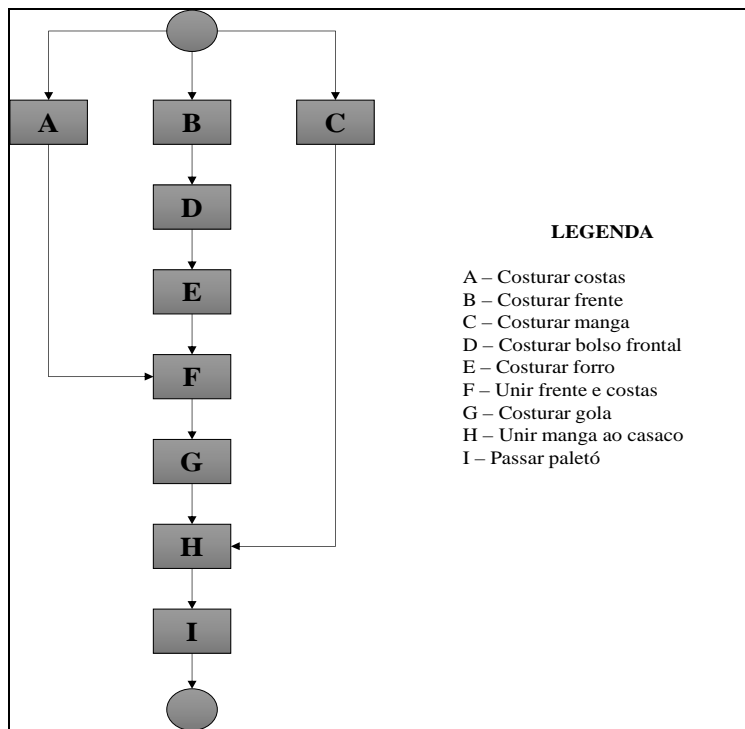 A B C
D
E
F
G
H
I
LEGENDA
A – Costurar costas
B – Costurar frente
C – Costurar manga
D – Costurar bolso frontal
E – Costurar forro
F – Unir frente e costas
G – Costurar gola
H – Unir manga ao casaco
I – Passar paletó